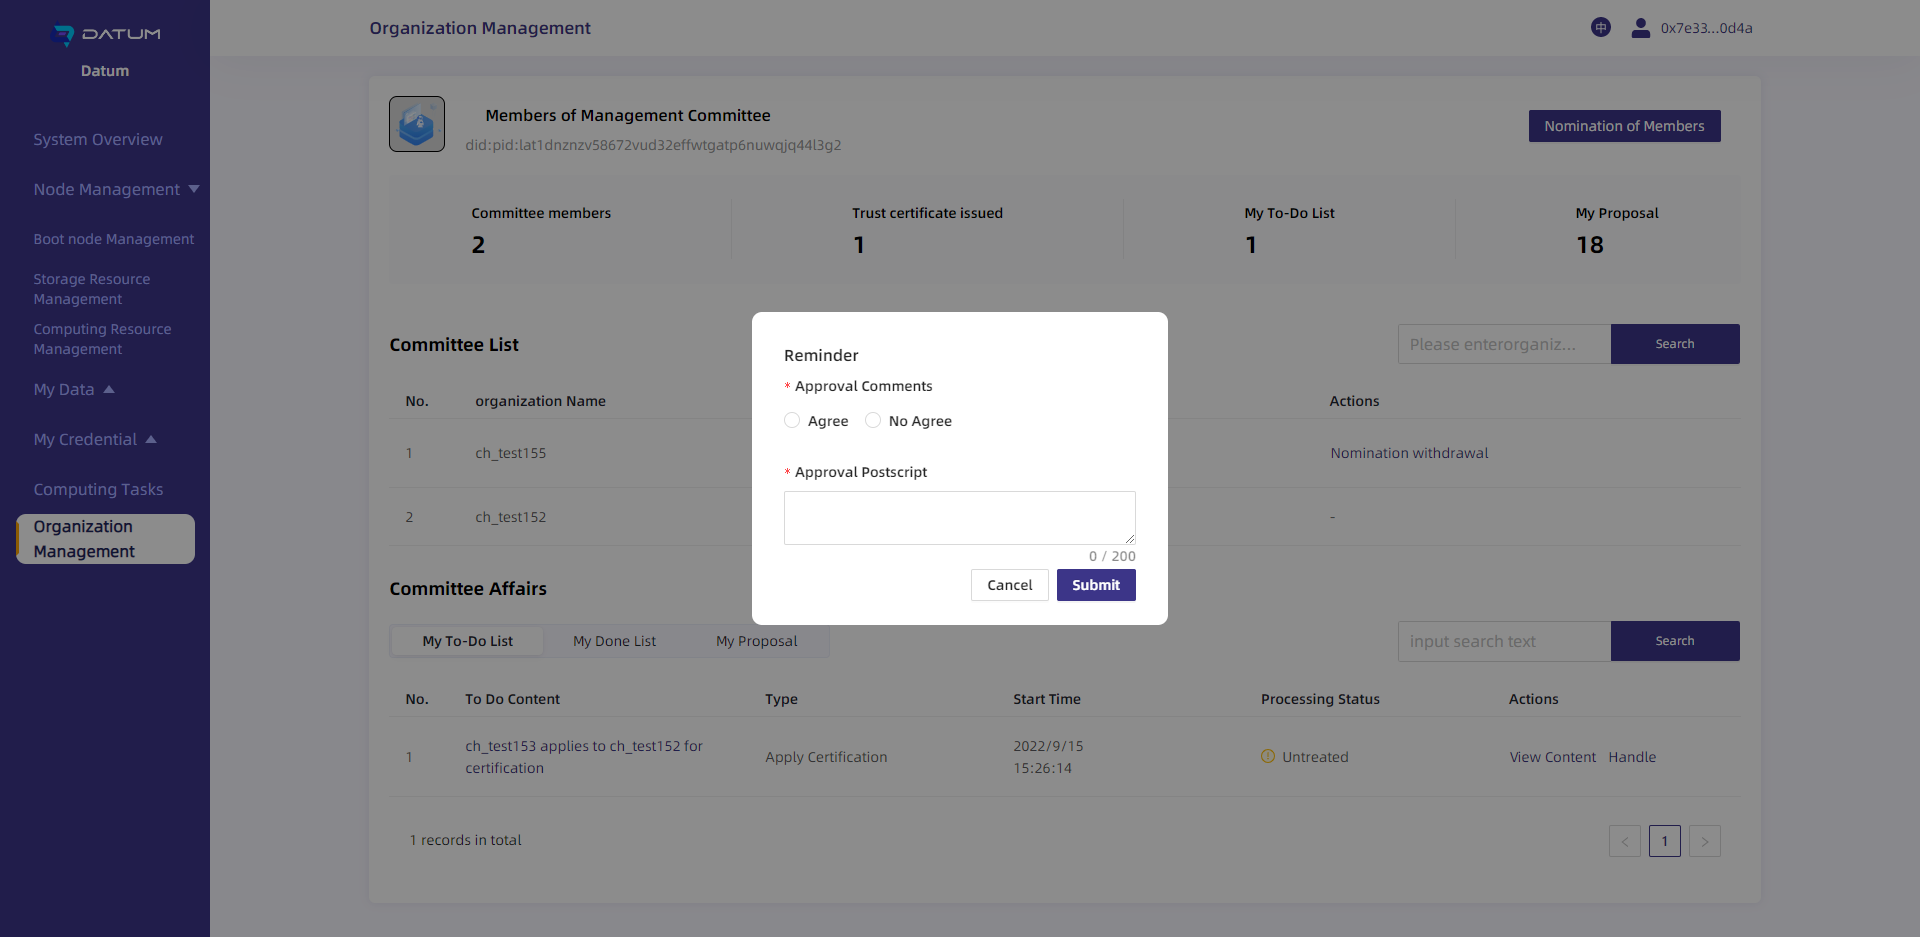 DATUM
Datum
System Overview
Node Management
Boot node Management
Storage Resource
Management
Computing Resource
Management
My Data
My Credential
Computing Tasks
Organization
Management
Organization Management
中
0x7e33...0d4a
Members of Management Committee
did:pid:lat1dnznzv58672vud32effwtgatp6nuwqjq44l3g2
Nomination of Members
Committee members
2
Trust certificate issued
1
My To-Do List
1
My Proposal
18
Committee List
Please enterorganiz...
Search
No.
organization Name
Actions
1
ch_test155
Nomination withdrawal
2
ch_test152
-
Reminder
* Approval Comments
Agree
No Agree
* Approval Postscript
0 / 200
Cancel
Submit
Committee Affairs
My To-Do List
My Done List
My Proposal
input search text
Search
No.
To Do Content
Type
Start Time
Processing Status
Actions
1
ch_test153 applies to ch_test152 for
certification
Apply Certification
2022/9/15
15:26:14
Untreated
View Content
Handle
1 records in total
<
1
>